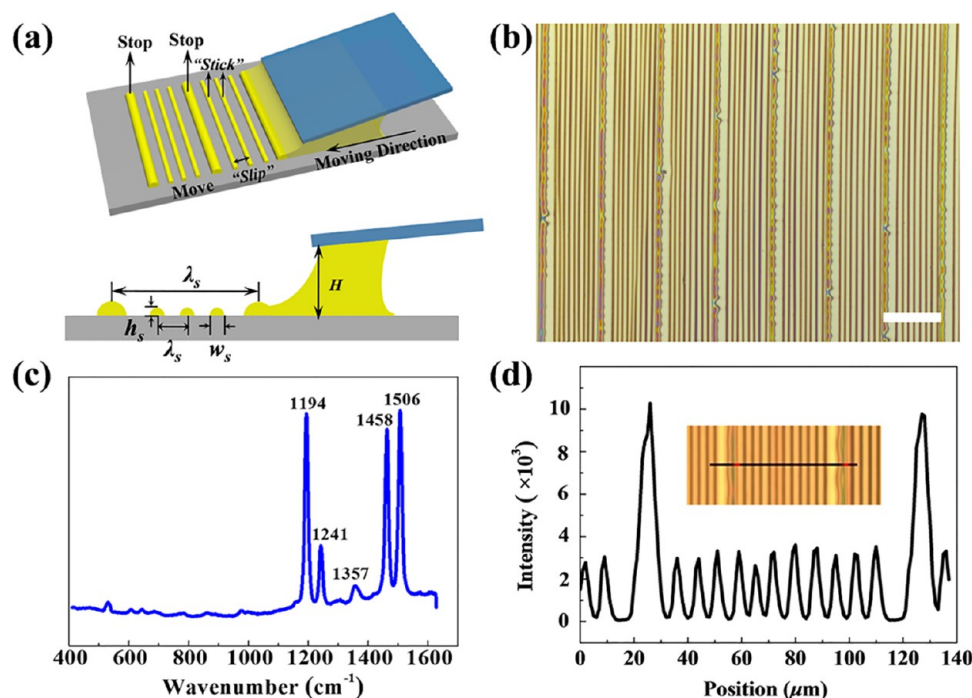 (a)
Stop
Stop
"Stick"
"Slip"
Move
Moving Direction
λs
H
hs
λs
ws
(b)
(c)
1194
1241
1357
1458
1506
400 600 800 1000 1200 1400 1600
Wavenumber (cm⁻¹)
(d)
Intensity ( ×10³)
10
8
6
4
2
0
0 20 40 60 80 100 120 140
Position (μm)